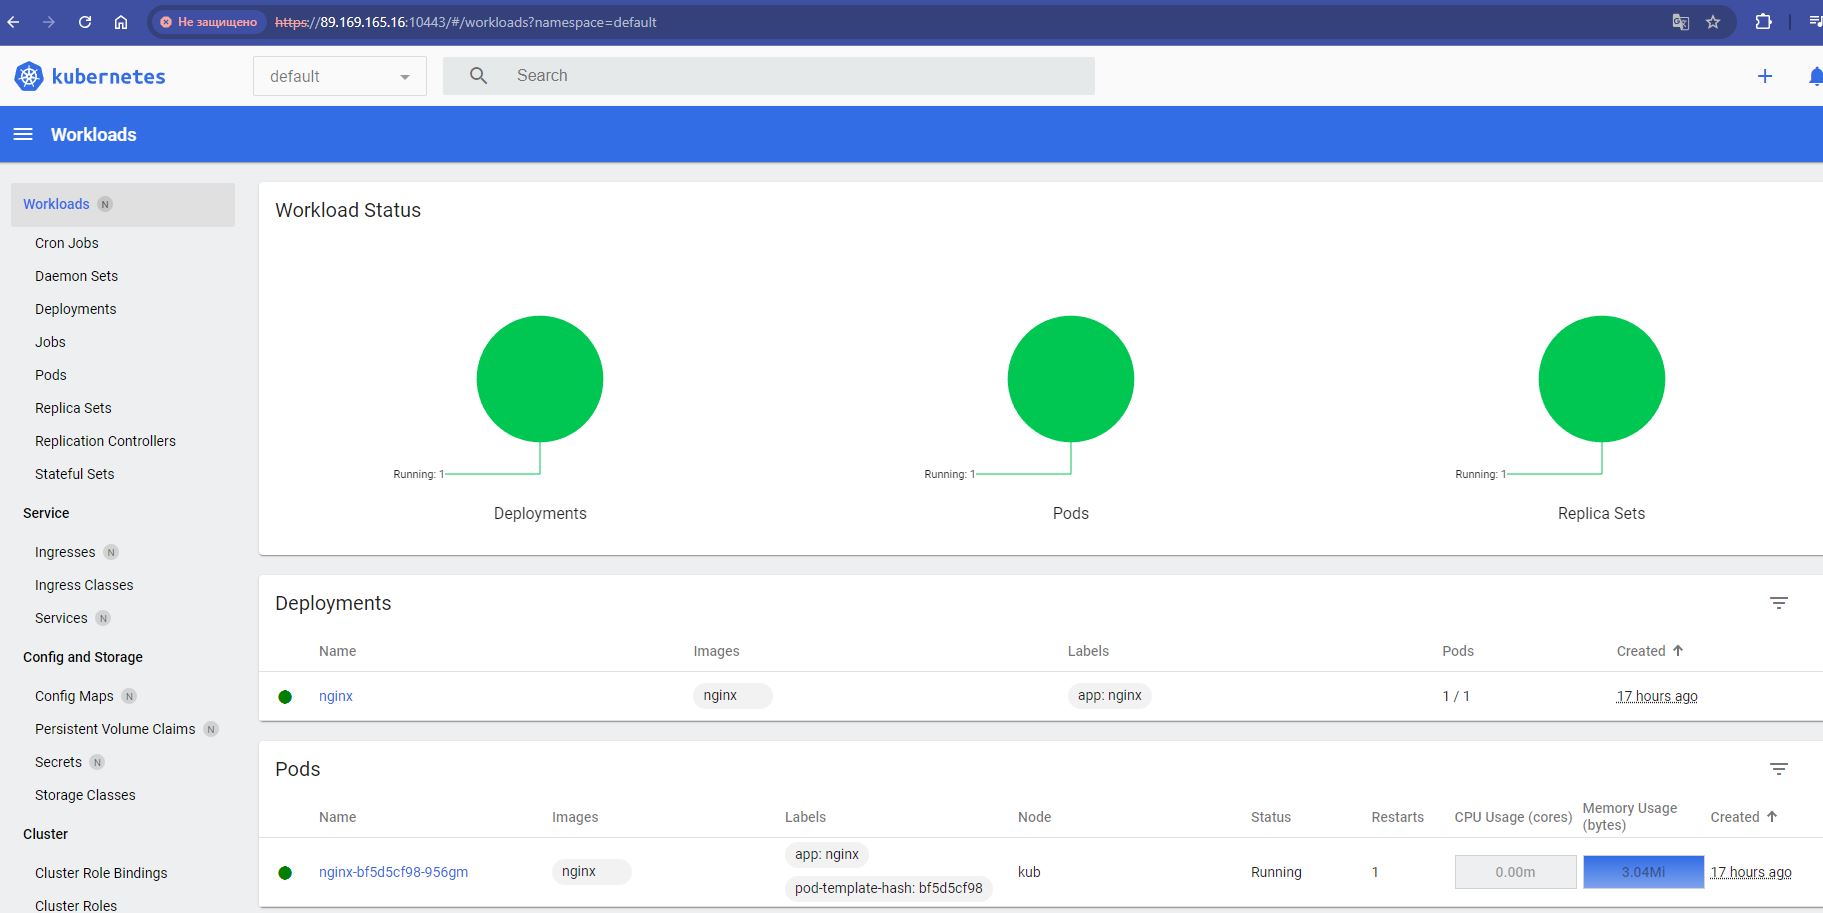 Не защищено https://89.169.165.16:10443/#/workloads?namespace=default
kubernetes default Search
Workloads
Workloads N
Cron Jobs
Daemon Sets
Deployments
Jobs
Pods
Replica Sets
Replication Controllers
Stateful Sets
Service
Ingresses N
Ingress Classes
Services N
Config and Storage
Config Maps N
Persistent Volume Claims N
Secrets N
Storage Classes
Cluster
Cluster Role Bindings
Cluster Roles
Workload Status
Running: 1
Deployments
Running: 1
Pods
Running: 1
Replica Sets
Deployments
Name Images Labels Pods Created
nginx nginx app: nginx 1 / 1 17 hours ago
Pods
Name Images Labels Node Status Restarts CPU Usage (cores) Memory Usage (bytes) Created
nginx-bf5d5cf98-956gm nginx app: nginx pod-template-hash: bf5d5cf98 kub Running 1 0.00m 3.04Mi 17 hours ago